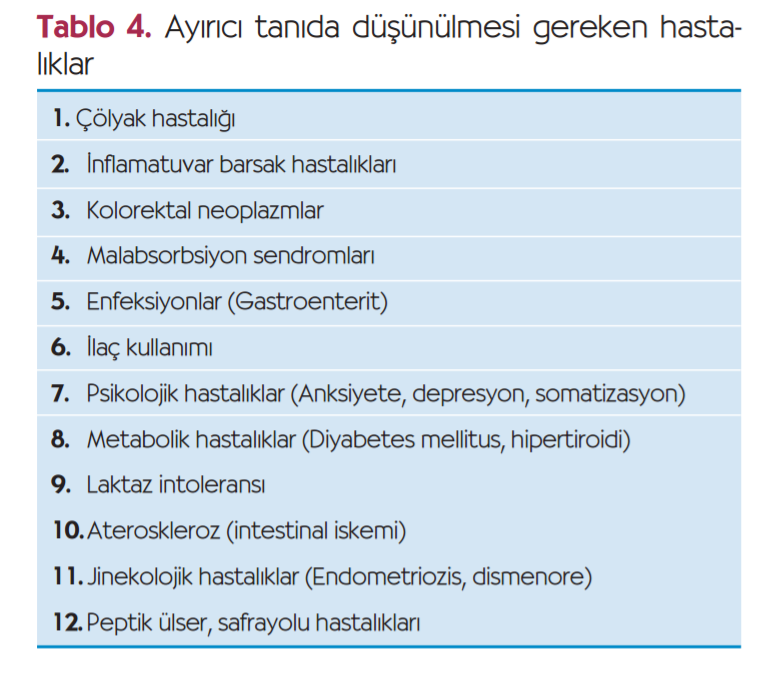 Tablo 4. Ayırıcı tanıda düşünülmesi gereken hasta-
lıklar
1. Çölyak hastalığı
2. İnflamatuvar barsak hastalıkları
3. Kolorektal neoplazmlar
4. Malabsorbsiyon sendromları
5. Enfeksiyonlar (Gastroenterit)
6. İlaç kullanımı
7. Psikolojik hastalıklar (Anksiyete, depresyon, somatizasyon)
8. Metabolik hastalıklar (Diyabetes mellitus, hipertiroidi)
9. Laktaz intoleransı
10. Ateroskleroz (intestinal iskemi)
11. Jinekolojik hastalıklar (Endometriozis, dismenore)
12. Peptik ülser, safrayolu hastalıkları